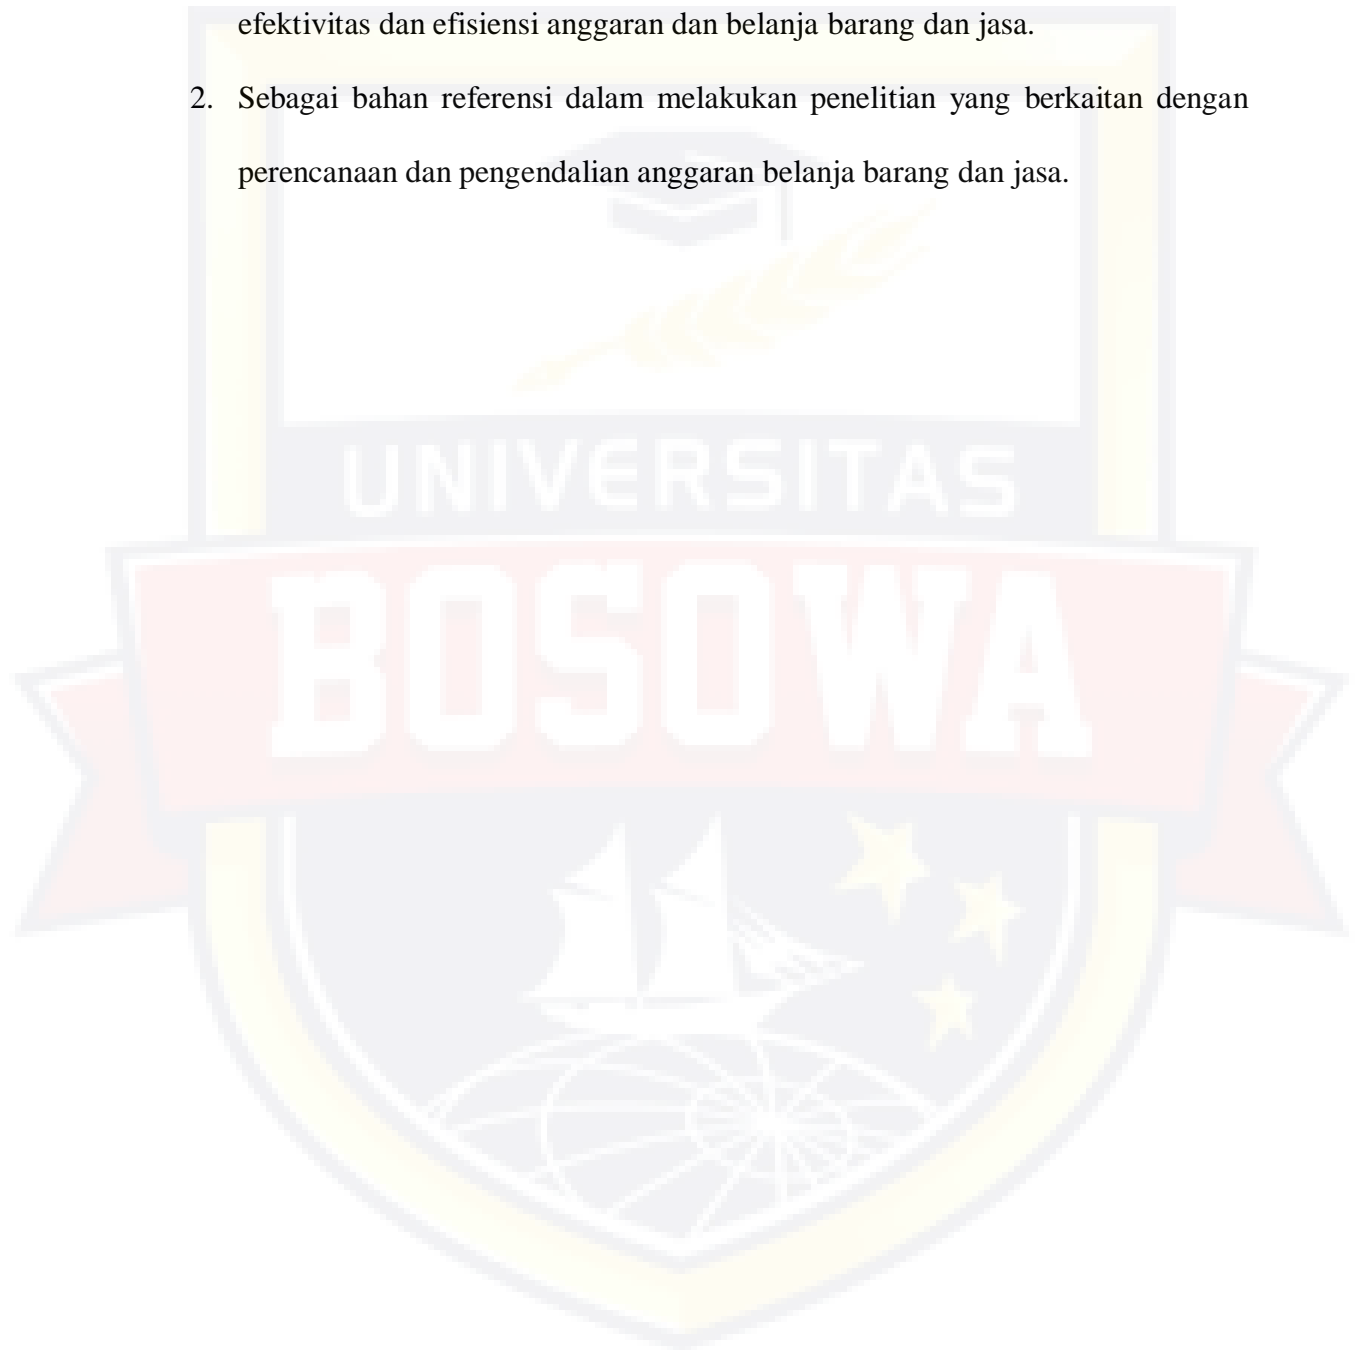 efektivitas dan efisiensi anggaran dan belanja barang dan jasa.
2. Sebagai bahan referensi dalam melakukan penelitian yang berkaitan dengan
perencanaan dan pengendalian anggaran belanja barang dan jasa.
UNIVERSITAS
BOSOWA